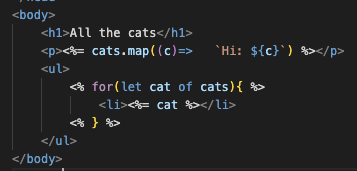 <body>
<h1>All the cats</h1>
<p><%= cats.map((c)=>   `Hi: ${c}`) %></p>
<ul>
<% for(let cat of cats){ %>
<li><%= cat %></li>
<% } %>
</ul>
</body>